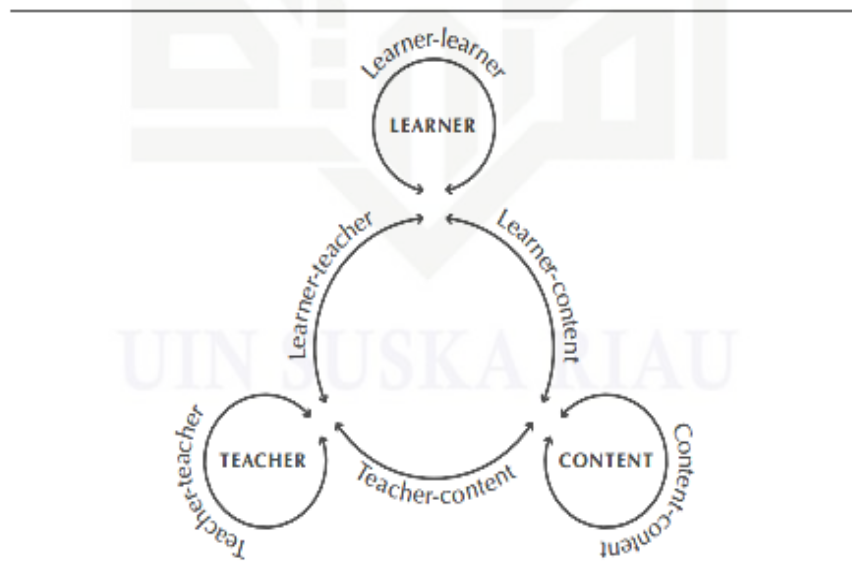 Learner-learner
LEARNER
Learner-teacher
Learner-content
UIN SUSKA RIAU
Teacher-teacher
TEACHER
Teacher-content
CONTENT
Content-content